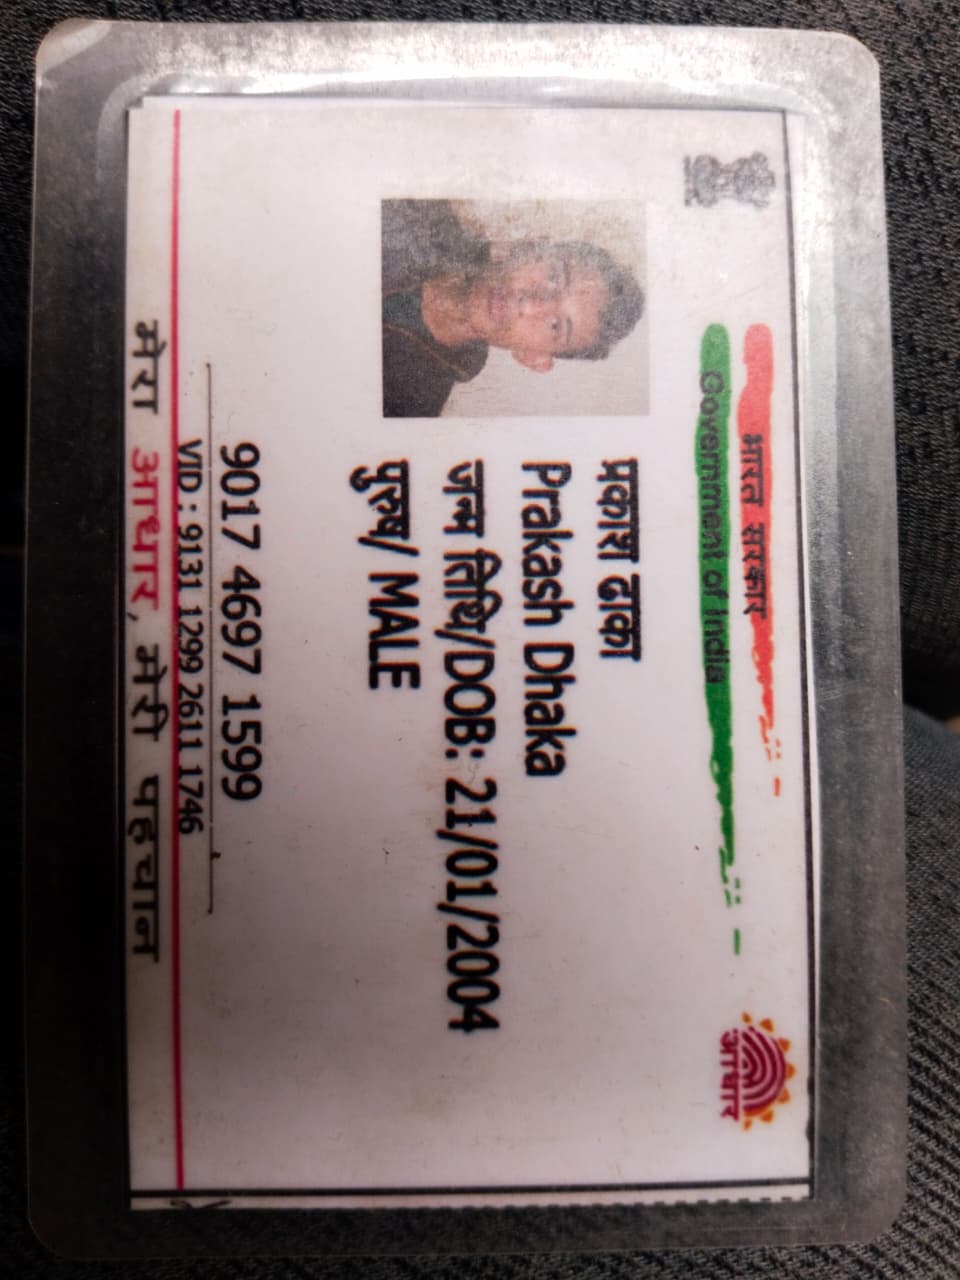 भारत सरकार
Government of India
आधार
प्रकाश ढाका
Prakash Dhaka
जन्म तिथि/DOB: 21/01/2004
पुरुष/ MALE
9017 4697 1599
VID : 9131 1299 2611 1746
मेरा आधार, मेरी पहचान